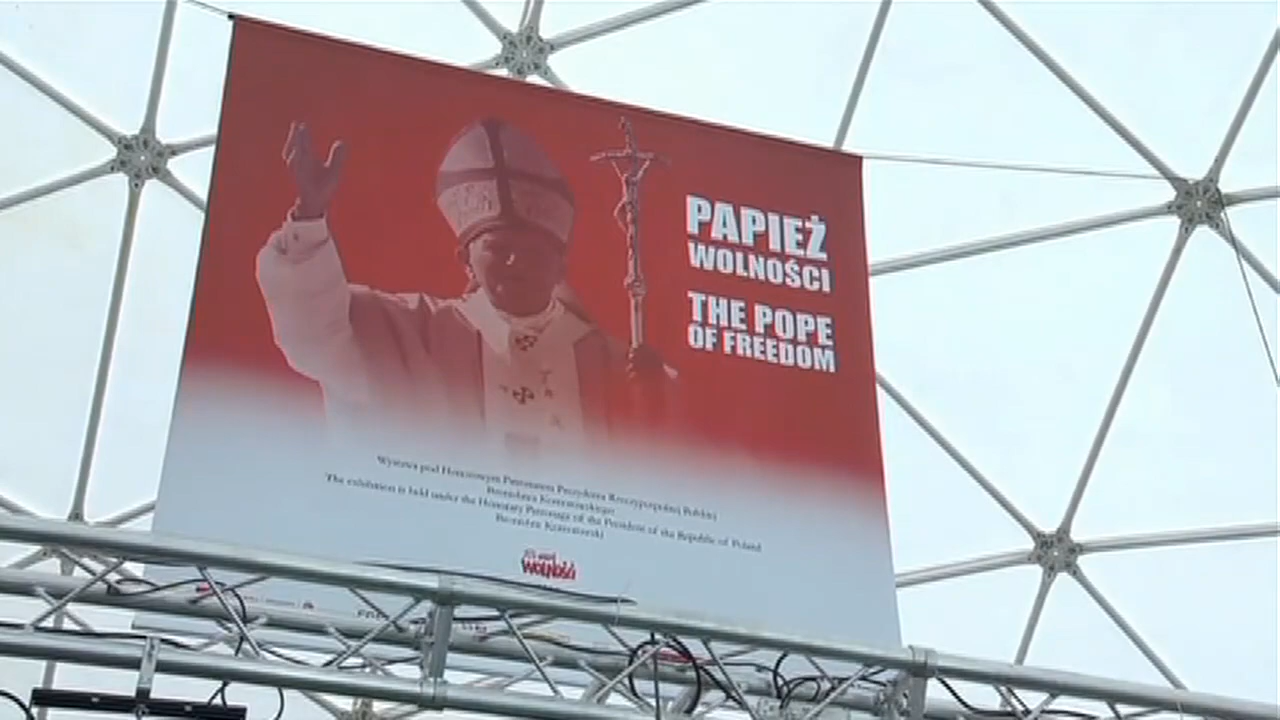 PAPIEŻ
WOLNOŚCI
THE POPE
OF FREEDOM
Wystawa pod Honorowym Patronatem Prezydenta Rzeczypospolitej Polskiej
Bronisława Komorowskiego
The exhibition is held under the Honorary Patronage of the President of the Republic of Poland
Bronisław Komorowski
WOLNOŚĆ